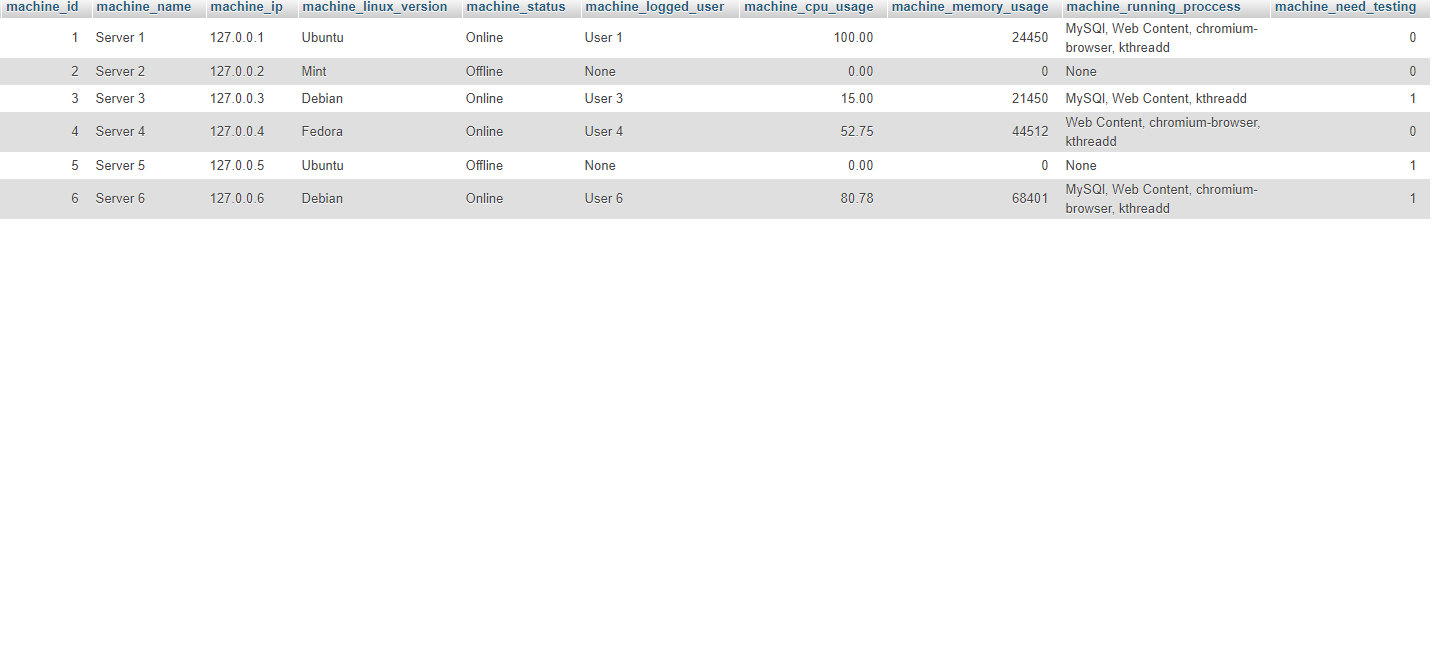 machine_id machine_name machine_ip machine_linux_version machine_status machine_logged_user machine_cpu_usage machine_memory_usage machine_running_proccess machine_need_testing
1 Server 1 127.0.0.1 Ubuntu Online User 1 100.00 24450 MySQl, Web Content, chromium-
browser, kthreadd 0
2 Server 2 127.0.0.2 Mint Offline None 0.00 0 None 0
3 Server 3 127.0.0.3 Debian Online User 3 15.00 21450 MySQl, Web Content, kthreadd 1
4 Server 4 127.0.0.4 Fedora Online User 4 52.75 44512 Web Content, chromium-browser,
kthreadd 0
5 Server 5 127.0.0.5 Ubuntu Offline None 0.00 0 None 1
6 Server 6 127.0.0.6 Debian Online User 6 80.78 68401 MySQl, Web Content, chromium-
browser, kthreadd 1